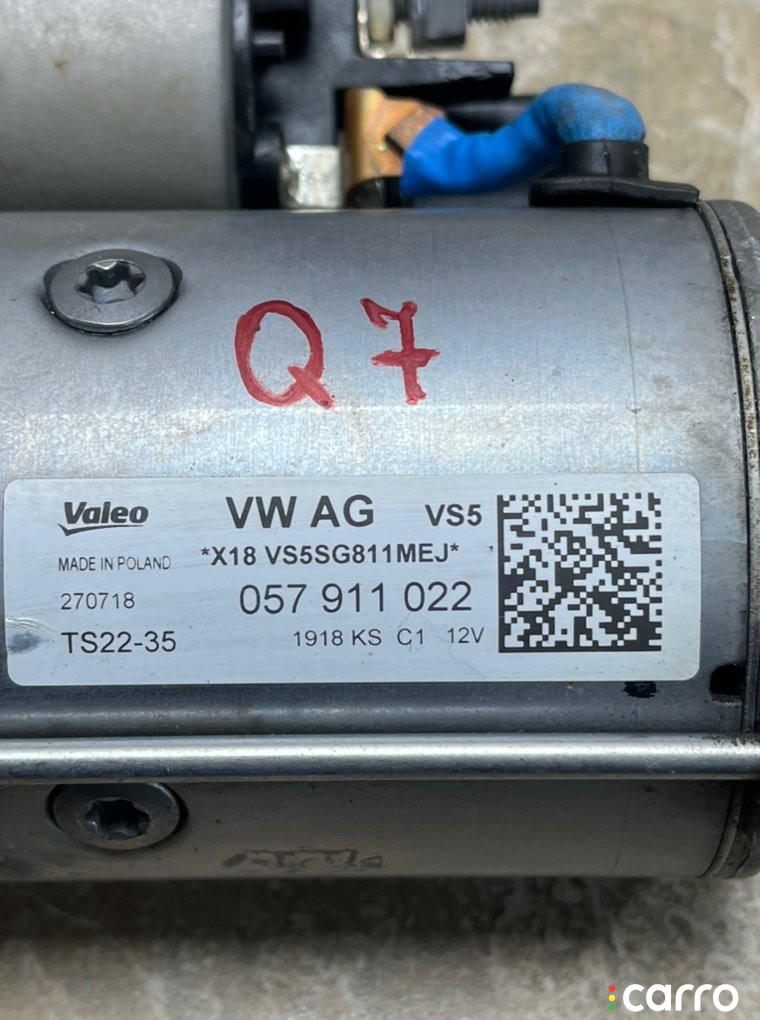 Q7
Valeo VW AG VS5
MADE IN POLAND *X18 VS5SG811MEJ*
270718 057 911 022
TS22-35 1918 KS C1 12V
carro